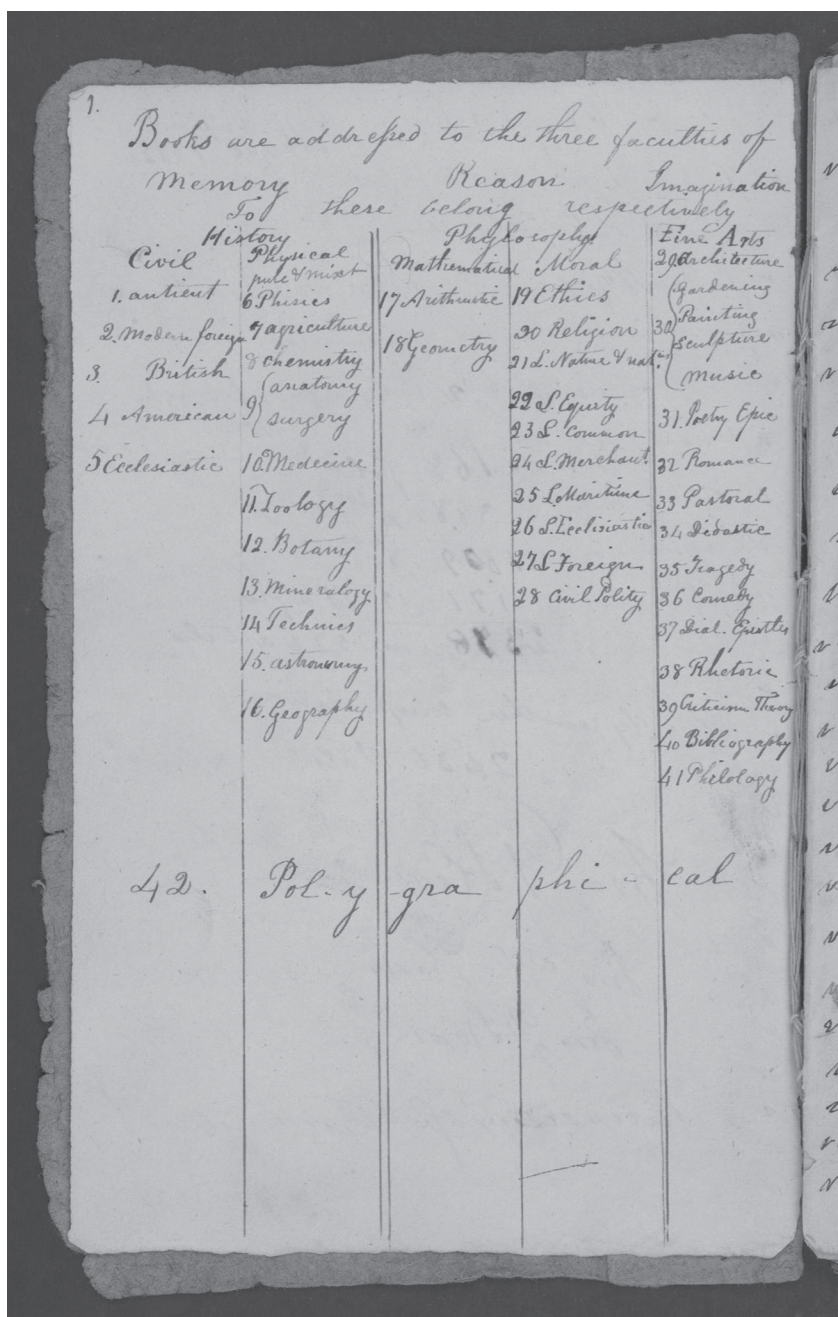 1.
Books are addressed to the three faculties of
Memory Reason Imagination
To these belong respectively
History Phylosophy Fine Arts
Civil Physical Mathematical Moral
pure & mixt
1. antient
2. Modern foreign
3. British
4 American
5 Ecclesiastic
6. Phisics
7 agriculture
8 chemistry
9 anatomy
surgery
10. Medecine
11. Zoology
12. Botany
13. Mineralogy
14 Technics
15. astronomy
16. Geography
17 Arithmetic
18 Geometry
19 Ethics
20 Religion
21 L. Nature & nat.s
22 L. Equity
23 L. Common
24 L. Merchant.
25 L. Maritime
26 L. Ecclisiastic
27 L Foreign
28 Civil Polity
29 architecture
30 Gardening
Painting
Sculpture
Music
31. Poetry Epic
32 Romance
33 Pastoral
34 Didactic
35 Tragedy
36 Comedy
37 Dial. Epistles
38 Rhetoric
39 Criticism Theory
40 Bibliography
41 Philology
42. Pol-y -gra phi - cal